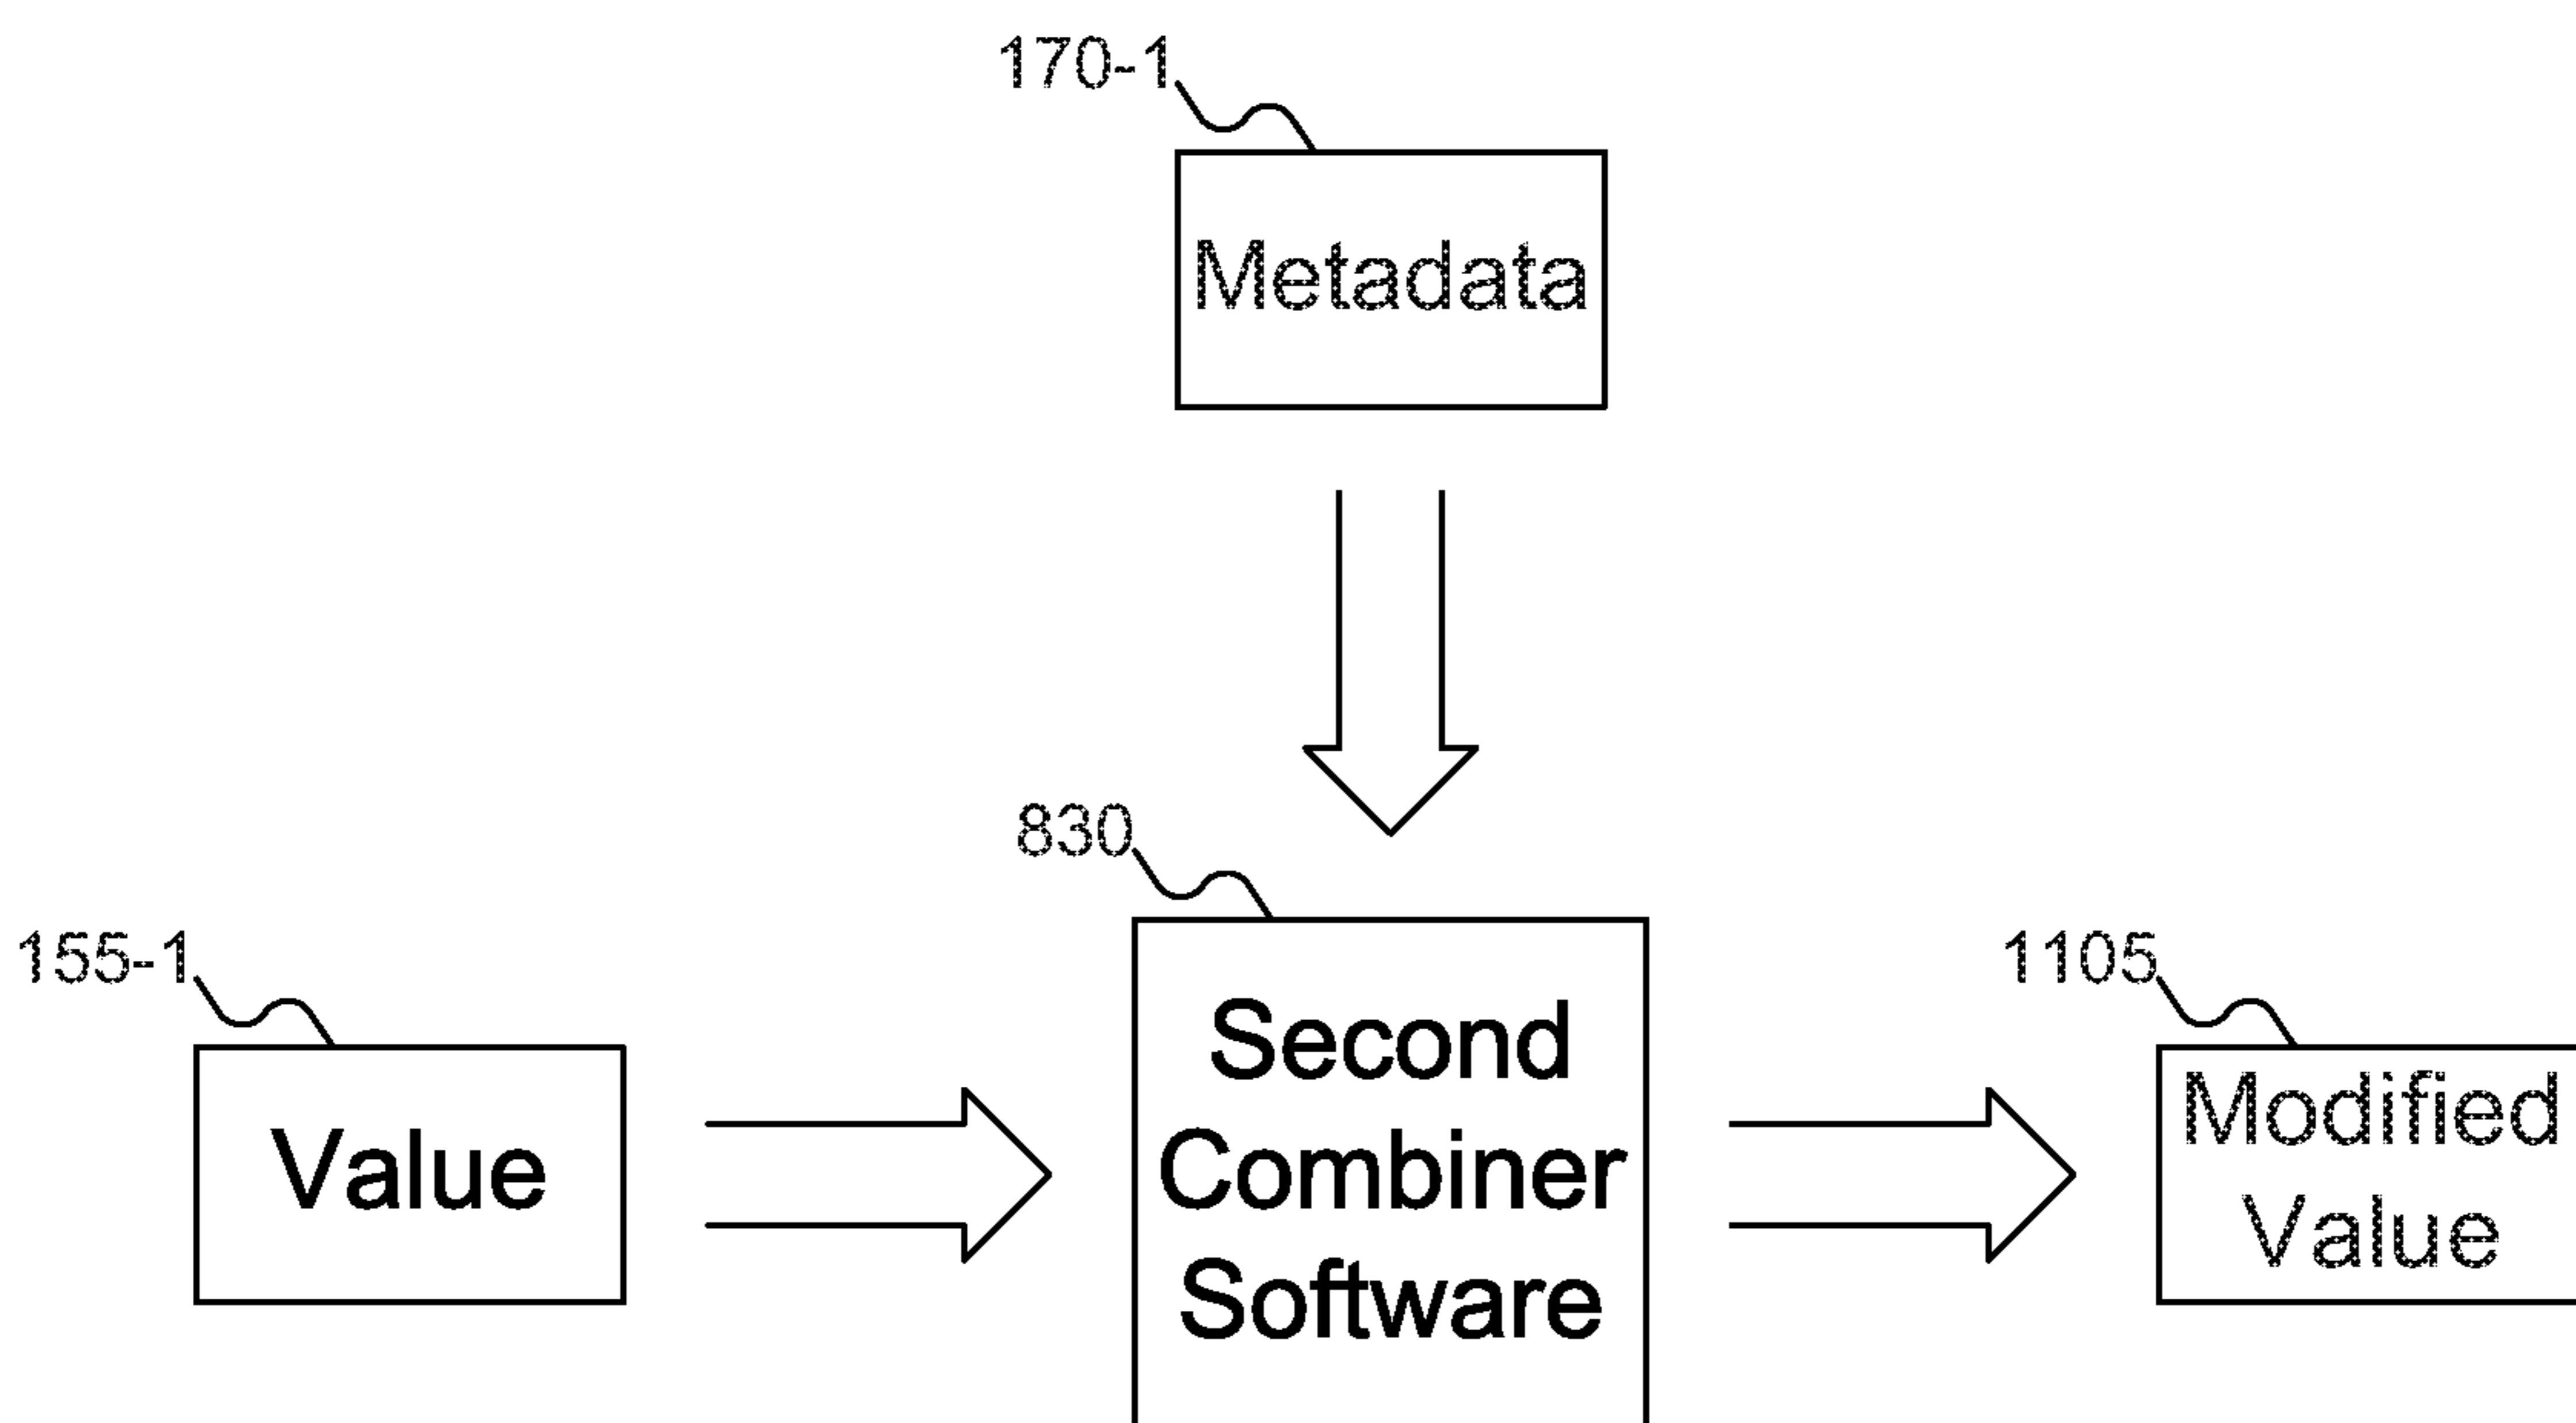 170-1
Metadata
830
155-1
1105
Second
Combiner
Software
Value
Modified
Value